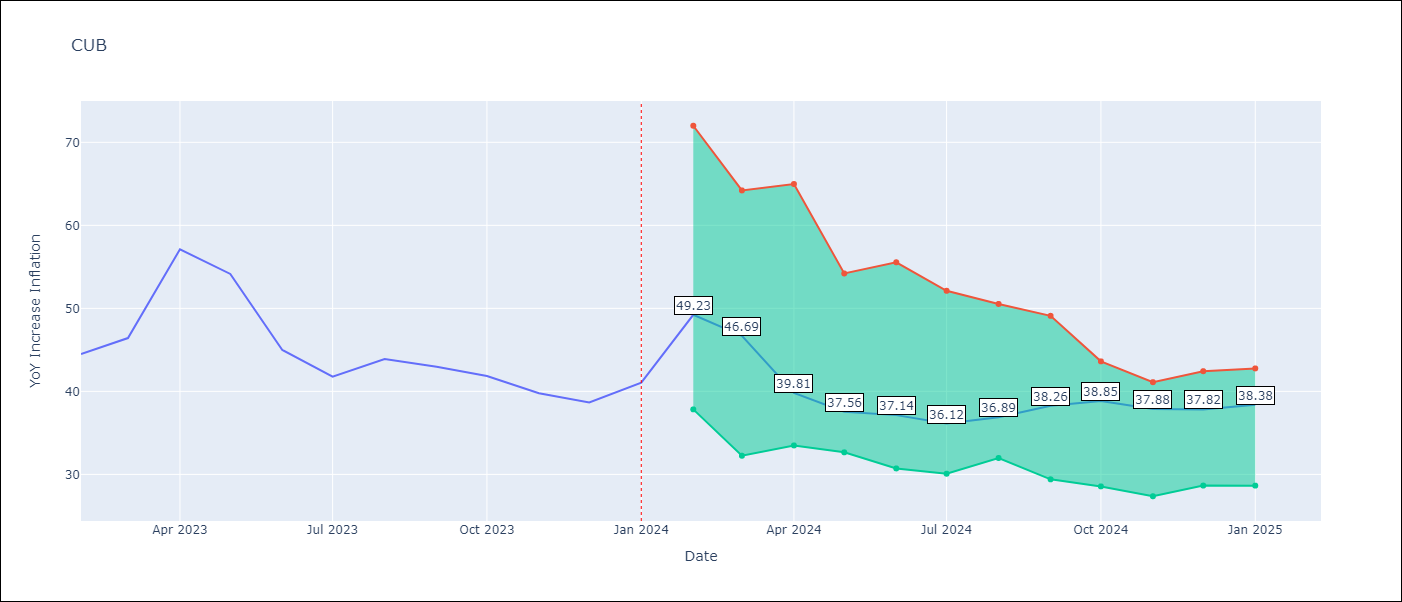 CUB
YoY Increase Inflation
70
60
50
40
30
49.23
46.69
39.81
37.56
37.14
36.12
36.89
38.26
38.85
37.88
37.82
38.38
Apr 2023
Jul 2023
Oct 2023
Jan 2024
Apr 2024
Jul 2024
Oct 2024
Jan 2025
Date